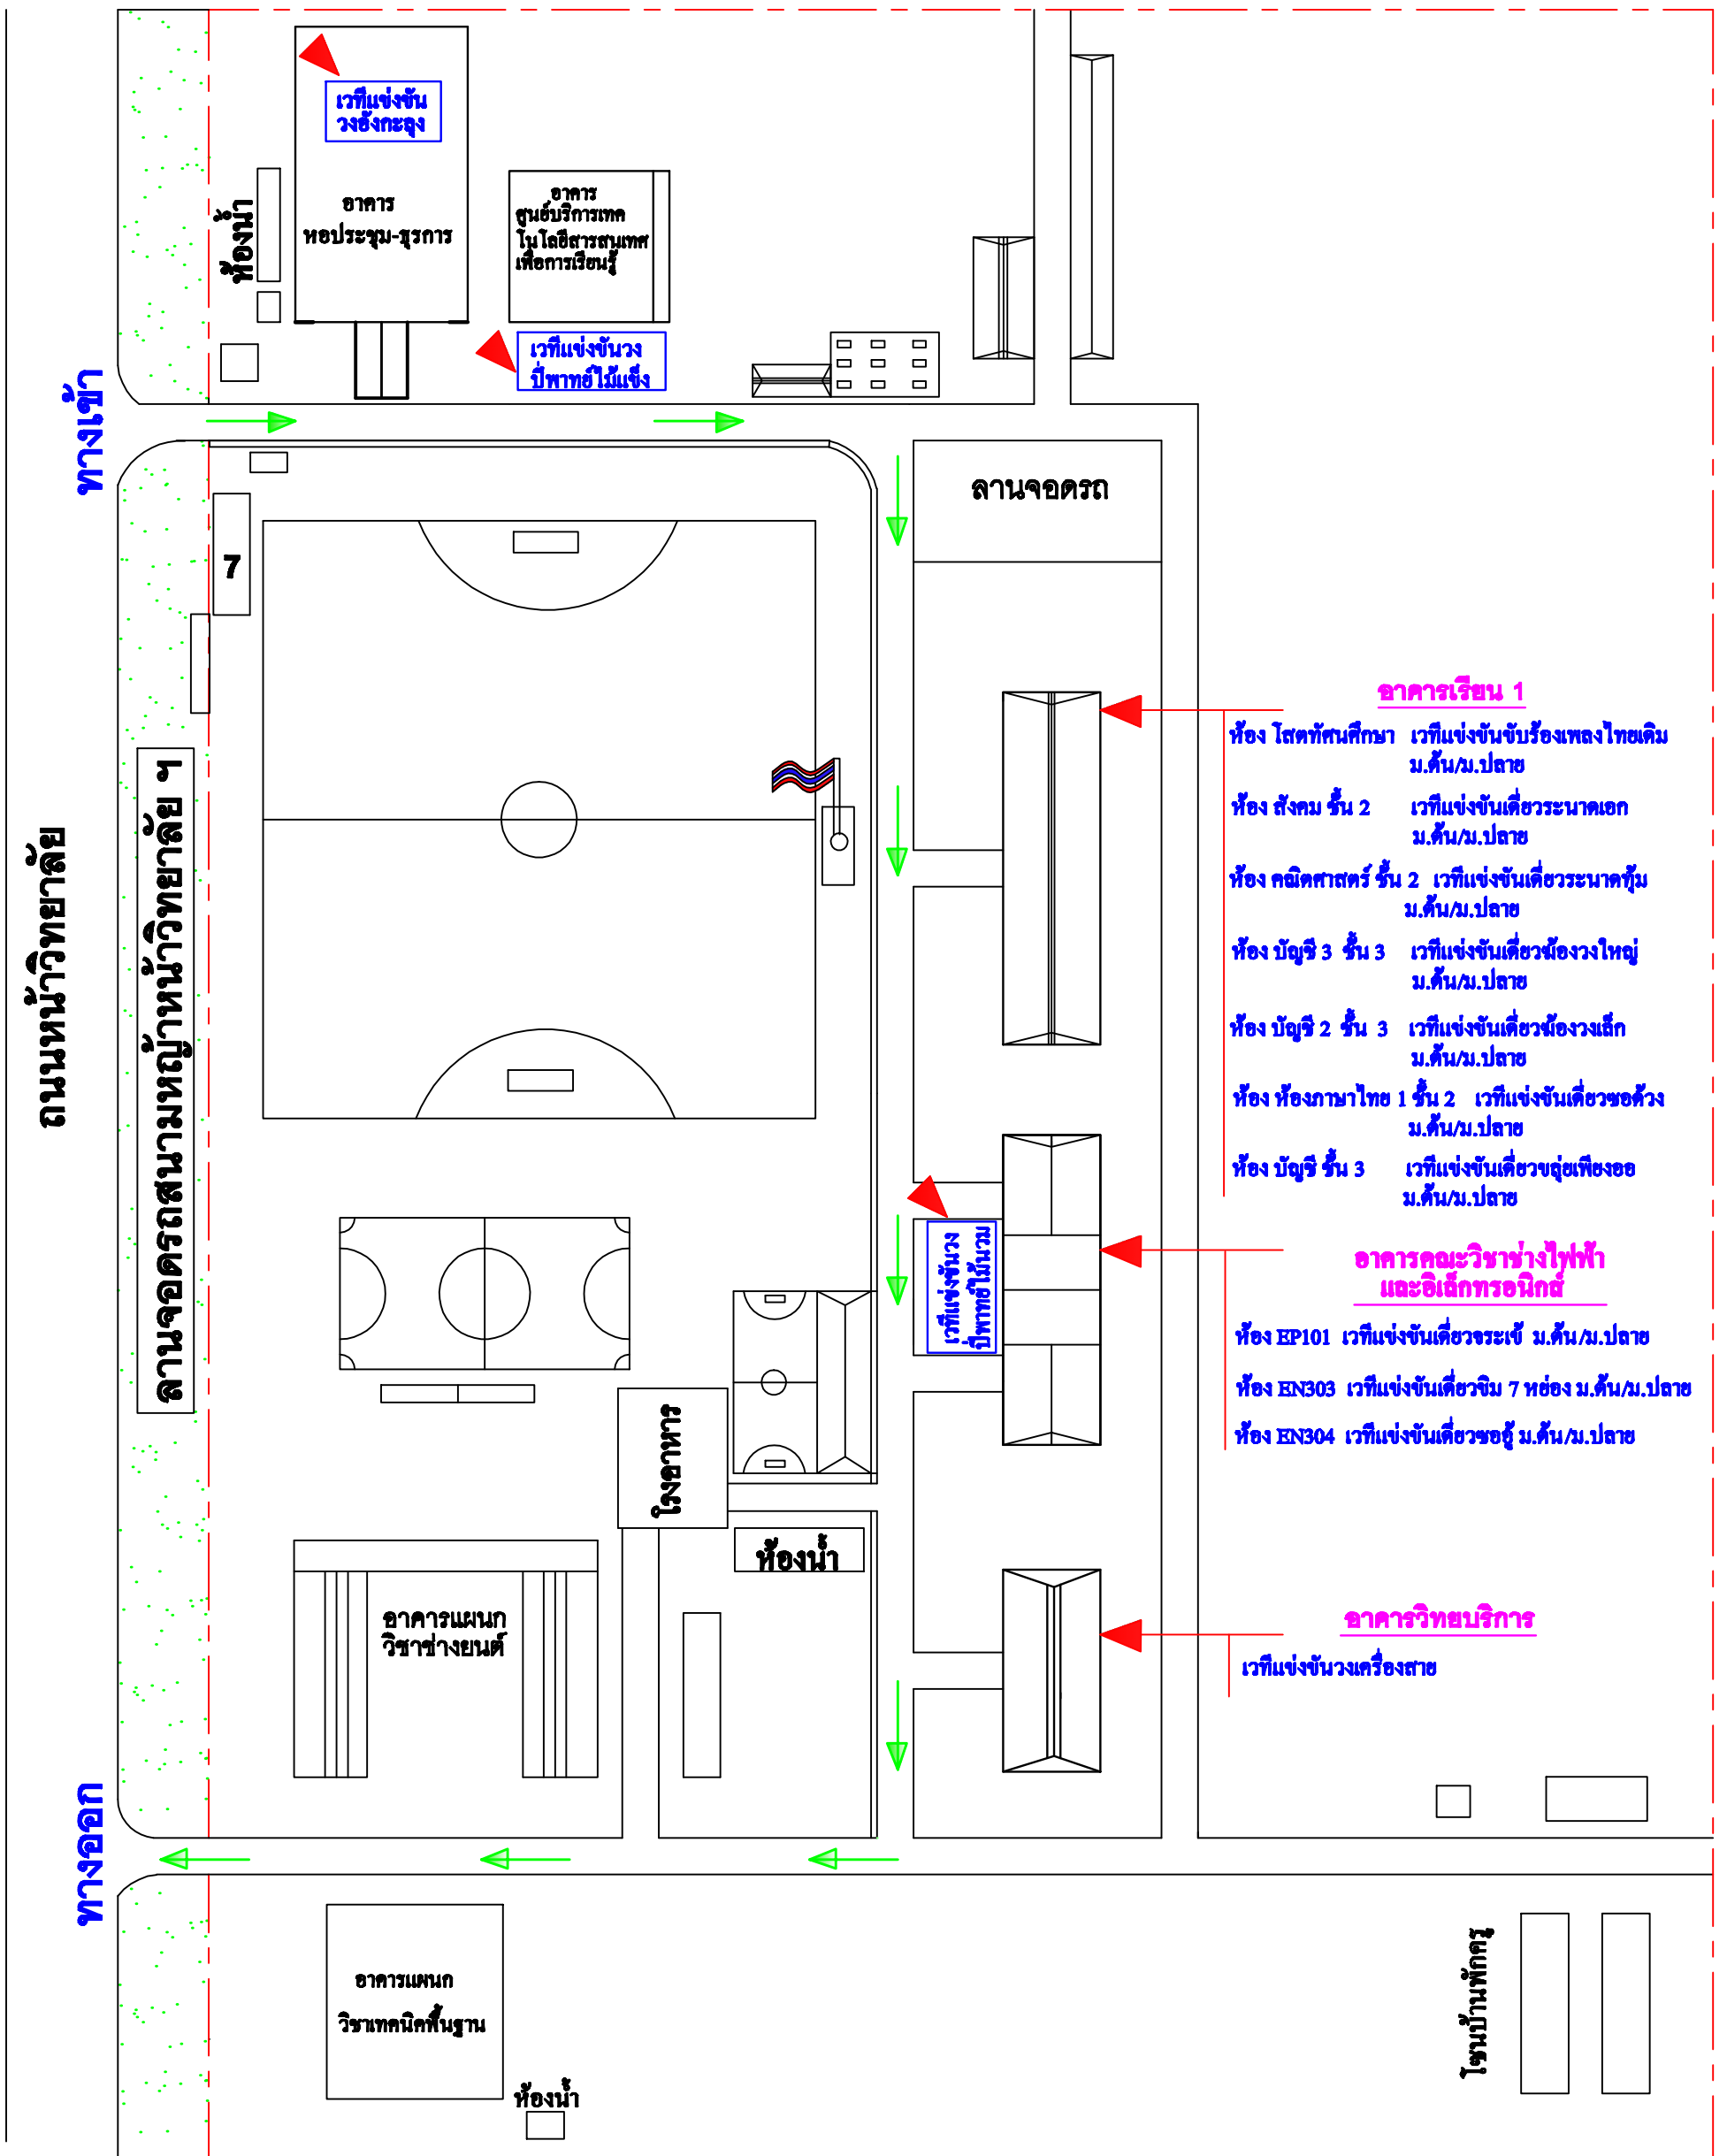 เวทีแข่งขัน
วงอังกะลุง
อาคาร
หอประชุม-ธุรการ
ห้องน้ำ
อาคาร
ศูนย์บริการเทค
โนโลยีสารสนเทศ
เพื่อการเรียนรู้
เวทีแข่งขันวง
ปี่พาทย์ไม้แข็ง
ทางเข้า
ลานจอดรถ
7
ถนนหน้าวิทยาลัย
ลานจอดรถสนามหญ้าหน้าวิทยาลัย ฯ
อาคารเรียน 1
ห้อง โสตทัศนศึกษา เวทีแข่งขันขับร้องเพลงไทยเดิม
ม.ต้น/ม.ปลาย
ห้อง สังคม ชั้น 2 เวทีแข่งขันเดี่ยวระนาดเอก
ม.ต้น/ม.ปลาย
ห้อง คณิตศาสตร์ ชั้น 2 เวทีแข่งขันเดี่ยวระนาดทุ้ม
ม.ต้น/ม.ปลาย
ห้อง บัญชี 3 ชั้น 3 เวทีแข่งขันเดี่ยวฆ้องวงใหญ่
ม.ต้น/ม.ปลาย
ห้อง บัญชี 2 ชั้น 3 เวทีแข่งขันเดี่ยวฆ้องวงเล็ก
ม.ต้น/ม.ปลาย
ห้อง ห้องภาษาไทย 1 ชั้น 2 เวทีแข่งขันเดี่ยวซอด้วง
ม.ต้น/ม.ปลาย
ห้อง บัญชี ชั้น 3 เวทีแข่งขันเดี่ยวขลุ่ยเพียงออ
ม.ต้น/ม.ปลาย
เวทีแข่งขันวง
ปี่พาทย์ไม้นวม
อาคารคณะวิชาช่างไฟฟ้า
และอิเล็กทรอนิกส์
ห้อง EP101 เวทีแข่งขันเดี่ยวจระเข้ ม.ต้น/ม.ปลาย
ห้อง EN303 เวทีแข่งขันเดี่ยวขิม 7 หย่อง ม.ต้น/ม.ปลาย
ห้อง EN304 เวทีแข่งขันเดี่ยวซออู้ ม.ต้น/ม.ปลาย
โรงอาหาร
ห้องน้ำ
อาคารแผนก
วิชาช่างยนต์
อาคารวิทยบริการ
เวทีแข่งขันวงเครื่องสาย
ทางออก
อาคารแผนก
วิชาเทคนิคพื้นฐาน
ห้องน้ำ
โซนบ้านพักครู